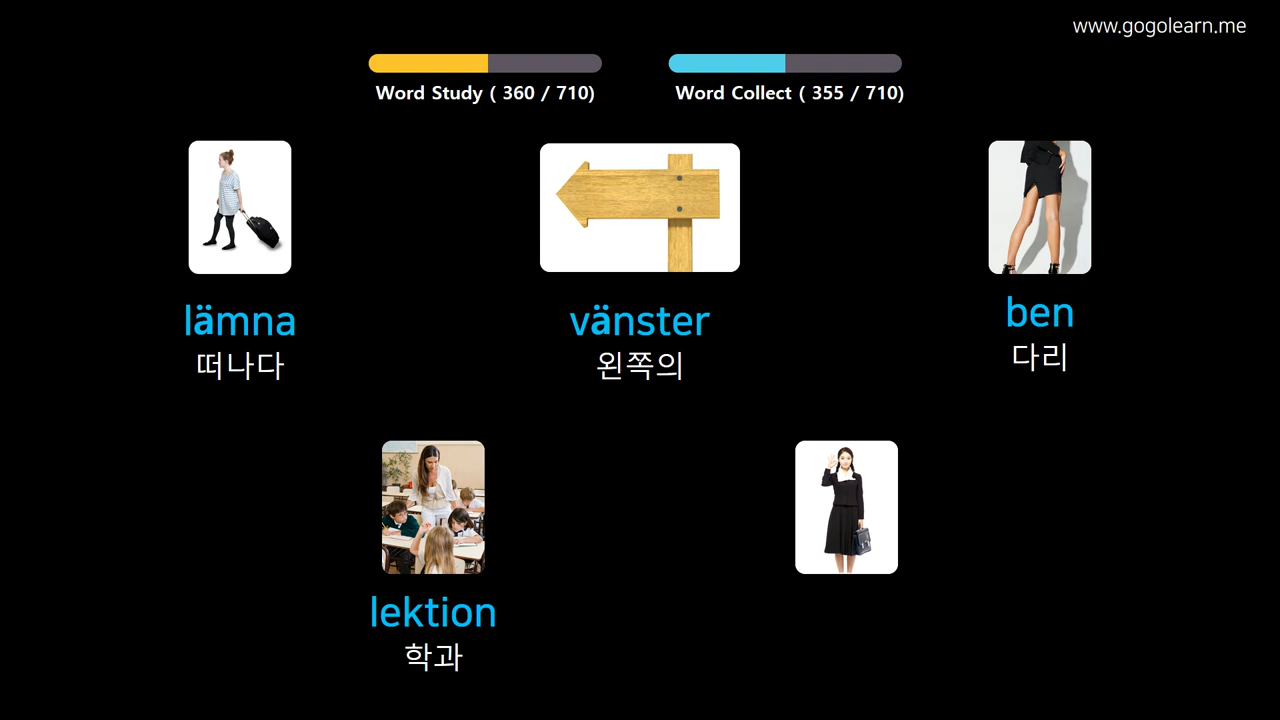 www.gogolearn.me
Word Study ( 360 / 710)
Word Collect ( 355 / 710)
lämna
떠나다
vänster
왼쪽의
ben
다리
lektion
학과